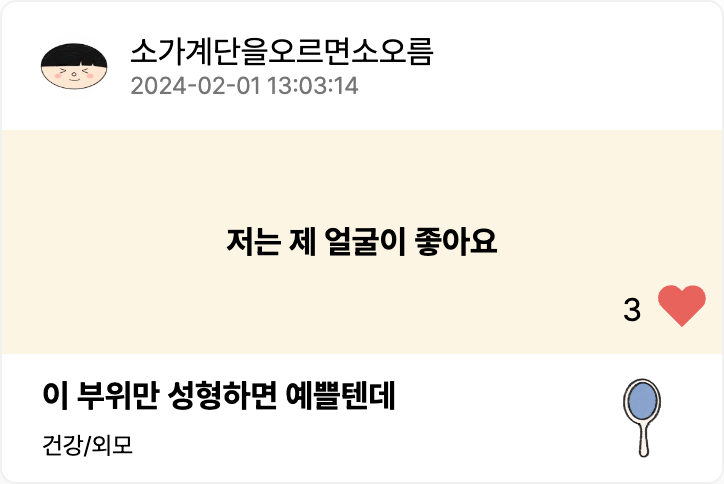 소가계단을오르면소오름
2024-02-01 13:03:14
저는 제 얼굴이 좋아요
3
이 부위만 성형하면 예쁠텐데
건강/외모